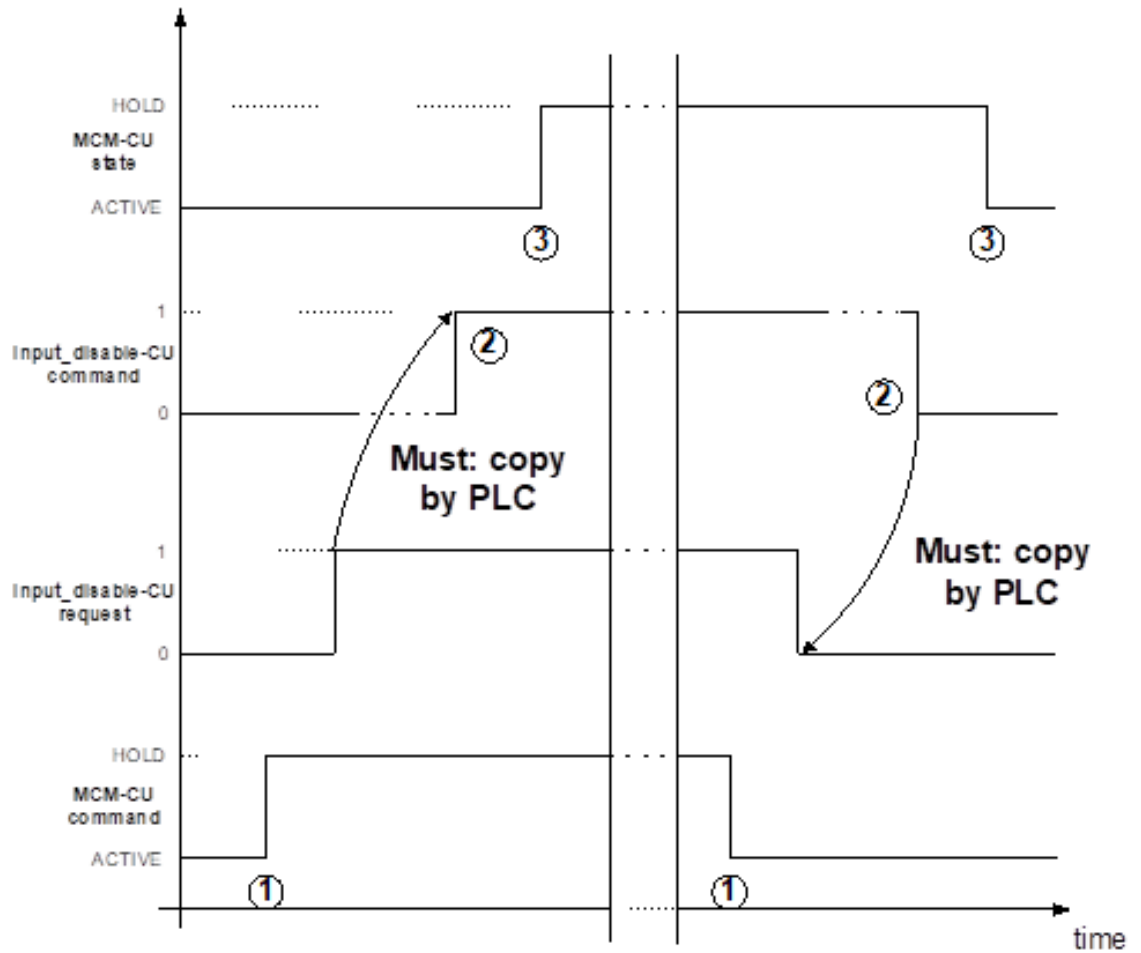 HOLD
MCM-CU
state
ACTIVE
3
3
1
Input_disable-CU
command
0
2
2
Must: copy
by PLC
1
Input_disable-CU
request
0
Must: copy
by PLC
HOLD
MCM-CU
command
ACTIVE
1
1
time